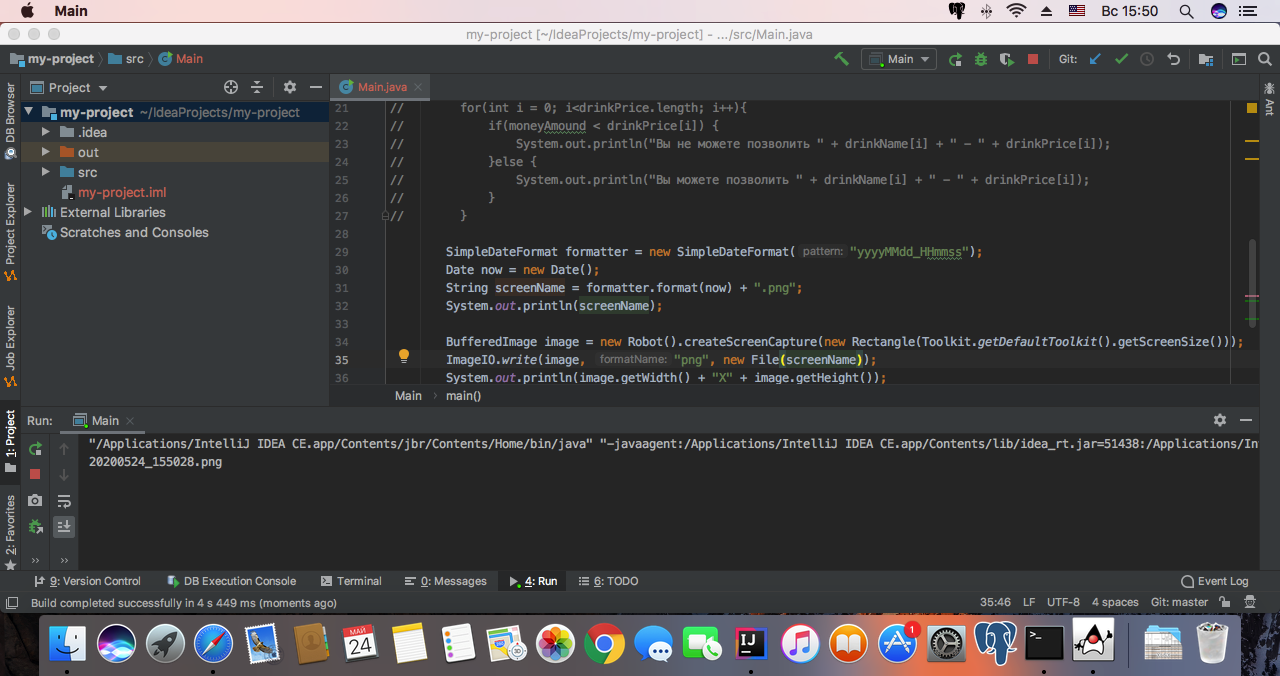 Main
Вс 15:50
my-project [~/IdeaProjects/my-project] - .../src/Main.java
my-project
src
Main
Main
Git:
Project
Main.java
my-project ~/IdeaProjects/my-project
.idea
out
src
my-project.iml
External Libraries
Scratches and Consoles
DB Browser
Project Explorer
Job Explorer
1: Project
2: Favorites
Ant
21 // for(int i = 0; i<drinkPrice.length; i++){
22 // if(moneyAmound < drinkPrice[i]) {
23 // System.out.println("Вы не можете позволить " + drinkName[i] + " - " + drinkPrice[i]);
24 // }else {
25 // System.out.println("Вы можете позволить " + drinkName[i] + " - " + drinkPrice[i]);
26 // }
27 // }
28
29 SimpleDateFormat formatter = new SimpleDateFormat( pattern: "yyyyMMdd_HHmmss");
30 Date now = new Date();
31 String screenName = formatter.format(now) + ".png";
32 System.out.println(screenName);
33
34 BufferedImage image = new Robot().createScreenCapture(new Rectangle(Toolkit.getDefaultToolkit().getScreenSize()));
35 ImageIO.write(image, formatName: "png", new File(screenName));
36 System.out.println(image.getWidth() + "X" + image.getHeight());
Main › main()
Run: Main
"/Applications/IntelliJ IDEA CE.app/Contents/jbr/Contents/Home/bin/java" "-javaagent:/Applications/IntelliJ IDEA CE.app/Contents/lib/idea_rt.jar=51438:/Applications/Int
20200524_155028.png
9: Version Control
DB Execution Console
Terminal
0: Messages
4: Run
6: TODO
Event Log
Build completed successfully in 4 s 449 ms (moments ago)
35:46 LF UTF-8 4 spaces Git: master
МАЙ
24
3D
IJ
1
>_